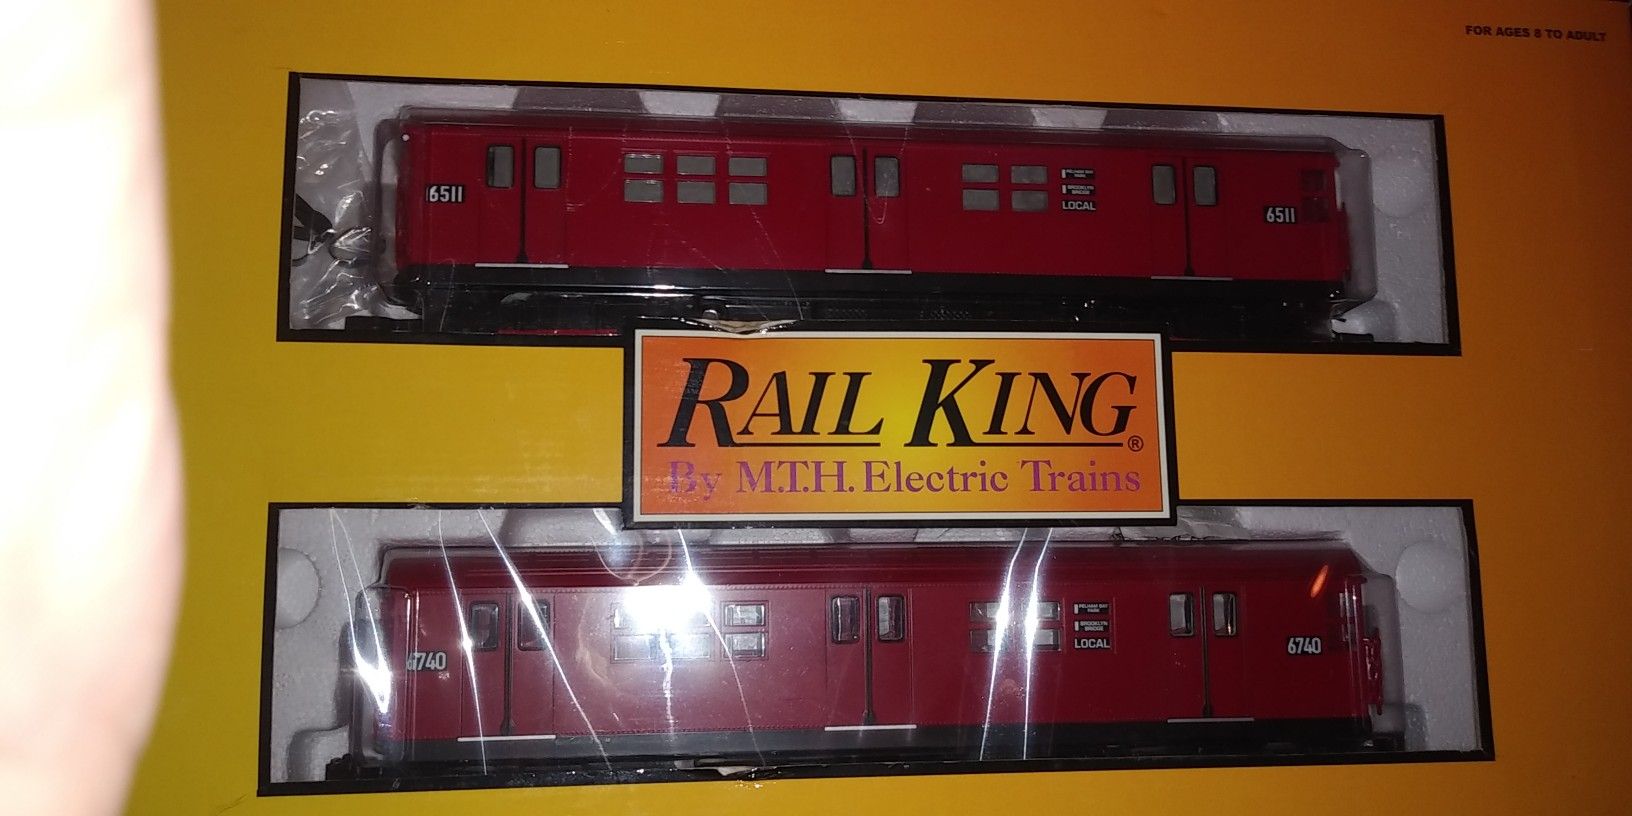 FOR AGES 8 TO ADULT
PELHAM BAY
PARK
BROOKLYN
BRIDGE
LOCAL
6511
6511
RAIL KING®
By M.T.H. Electric Trains
PELHAM BAY
PARK
BROOKLYN
BRIDGE
LOCAL
6740
6740